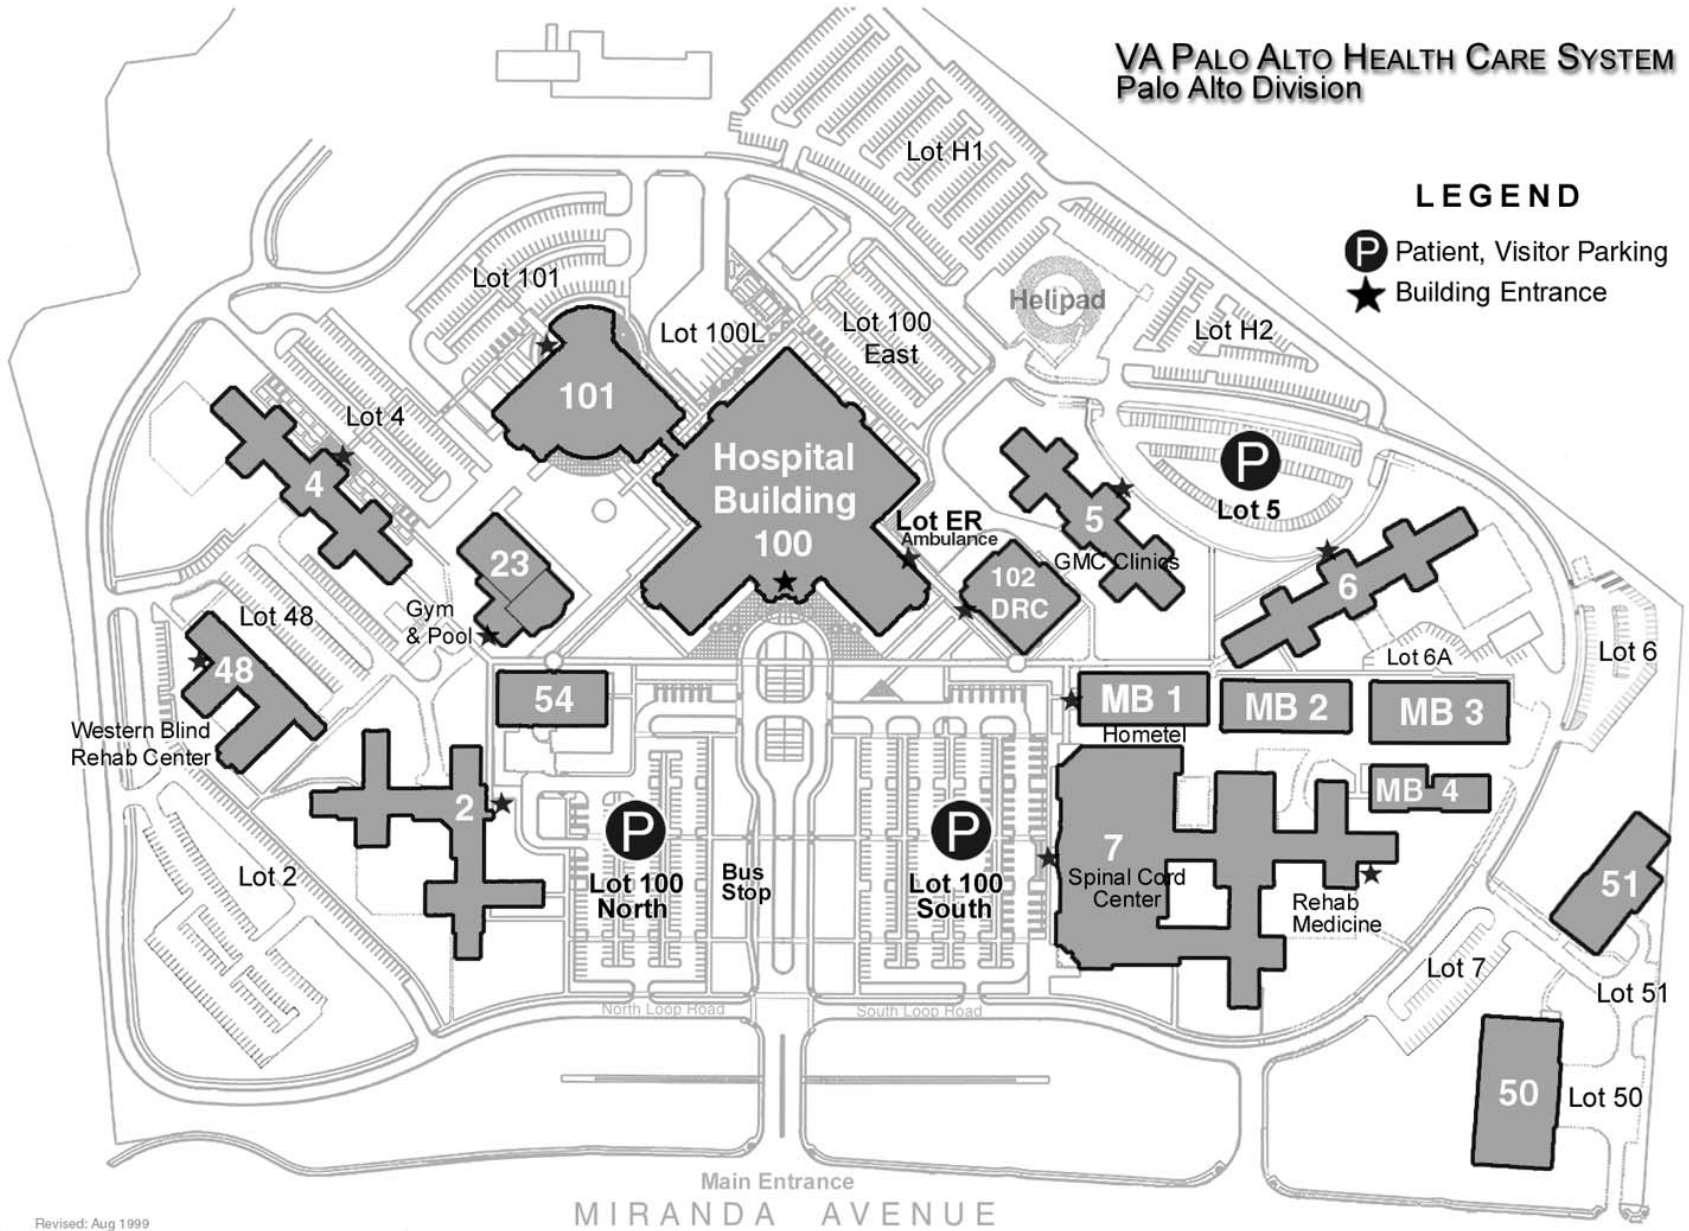 VA PALO ALTO HEALTH CARE SYSTEM
Palo Alto Division
LEGEND
P Patient, Visitor Parking
Building Entrance
Lot H1
Lot 101
Helipad
Lot 100L
Lot 100
East
Lot H2
101
Lot 4
Hospital
Building
100
P
Lot 5
4
Lot ER
Ambulance
5
GMC Clinics
23
102
DRC
6
Gym
& Pool
Lot 48
48
Lot 6A
Lot 6
54
MB 1
MB 2
MB 3
Hometel
Western Blind
Rehab Center
MB 4
2
P
Lot 100
North
Bus
Stop
P
Lot 100
South
7
Spinal Cord
Center
Rehab
Medicine
Lot 2
51
Lot 7
Lot 51
North Loop Road
South Loop Road
50
Lot 50
Main Entrance
MIRANDA AVENUE
Revised: Aug 1999